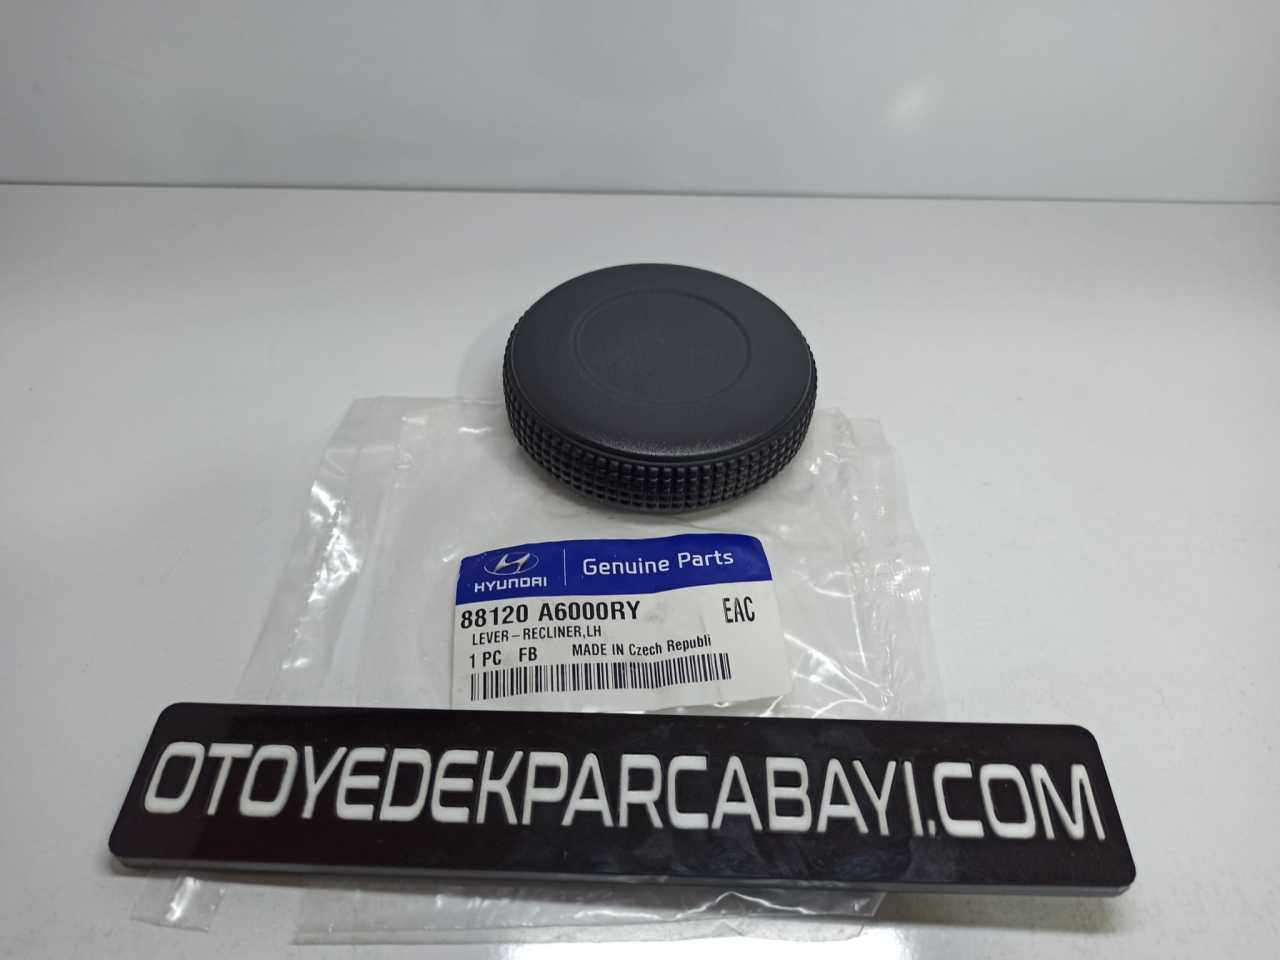 HYUNDAI
Genuine Parts
88120 A6000RY EAC
LEVER-RECLINER,LH
1 PC FB MADE IN Czech Republi
OTOYEDEKPARCABAYI.COM